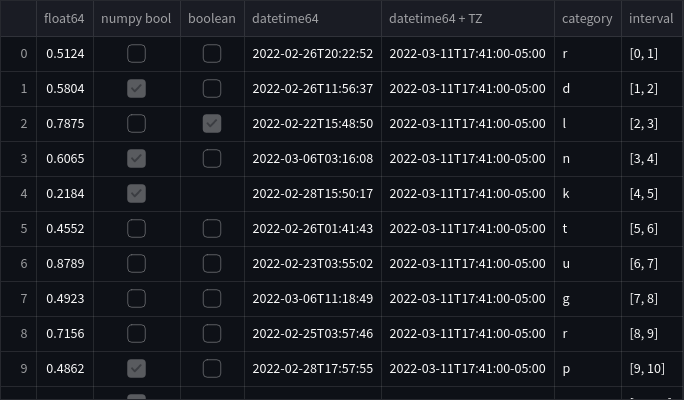 float64 numpy bool boolean datetime64 datetime64 + TZ category interval
0 0.5124 2022-02-26T20:22:52 2022-03-11T17:41:00-05:00 r [0, 1]
1 0.5804 2022-02-26T11:56:37 2022-03-11T17:41:00-05:00 d [1, 2]
2 0.7875 2022-02-22T15:48:50 2022-03-11T17:41:00-05:00 l [2, 3]
3 0.6065 2022-03-06T03:16:08 2022-03-11T17:41:00-05:00 n [3, 4]
4 0.2184 2022-02-28T15:50:17 2022-03-11T17:41:00-05:00 k [4, 5]
5 0.4552 2022-02-26T01:41:43 2022-03-11T17:41:00-05:00 t [5, 6]
6 0.8789 2022-02-23T03:55:02 2022-03-11T17:41:00-05:00 u [6, 7]
7 0.4923 2022-03-06T11:18:49 2022-03-11T17:41:00-05:00 g [7, 8]
8 0.7156 2022-02-25T03:57:46 2022-03-11T17:41:00-05:00 r [8, 9]
9 0.4862 2022-02-28T17:57:55 2022-03-11T17:41:00-05:00 p [9, 10]